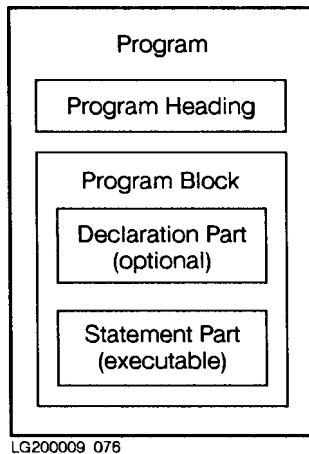 Program
Program Heading
Program Block
Declaration Part
(optional)
Statement Part
(executable)
LG200009_076